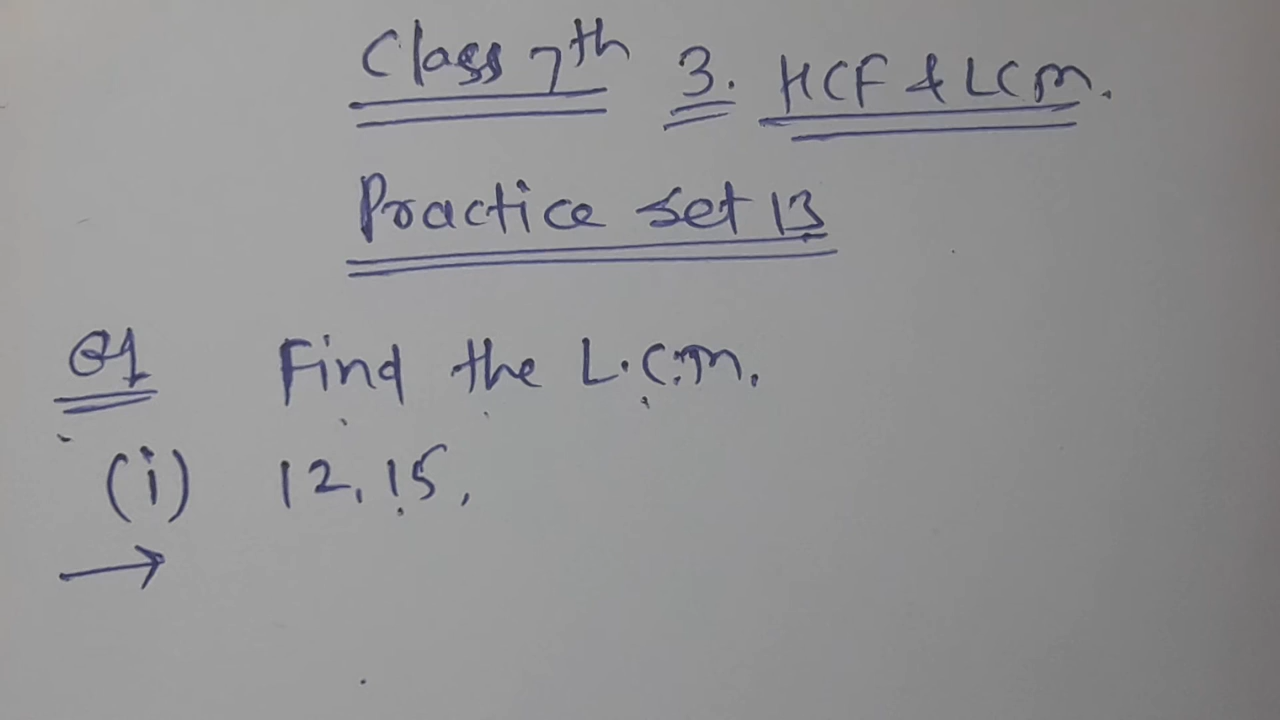 Class 7th 3. HCF & LCM.
Practice set 13
Q1 Find the L.C.M.
(i) 12, 15,
→